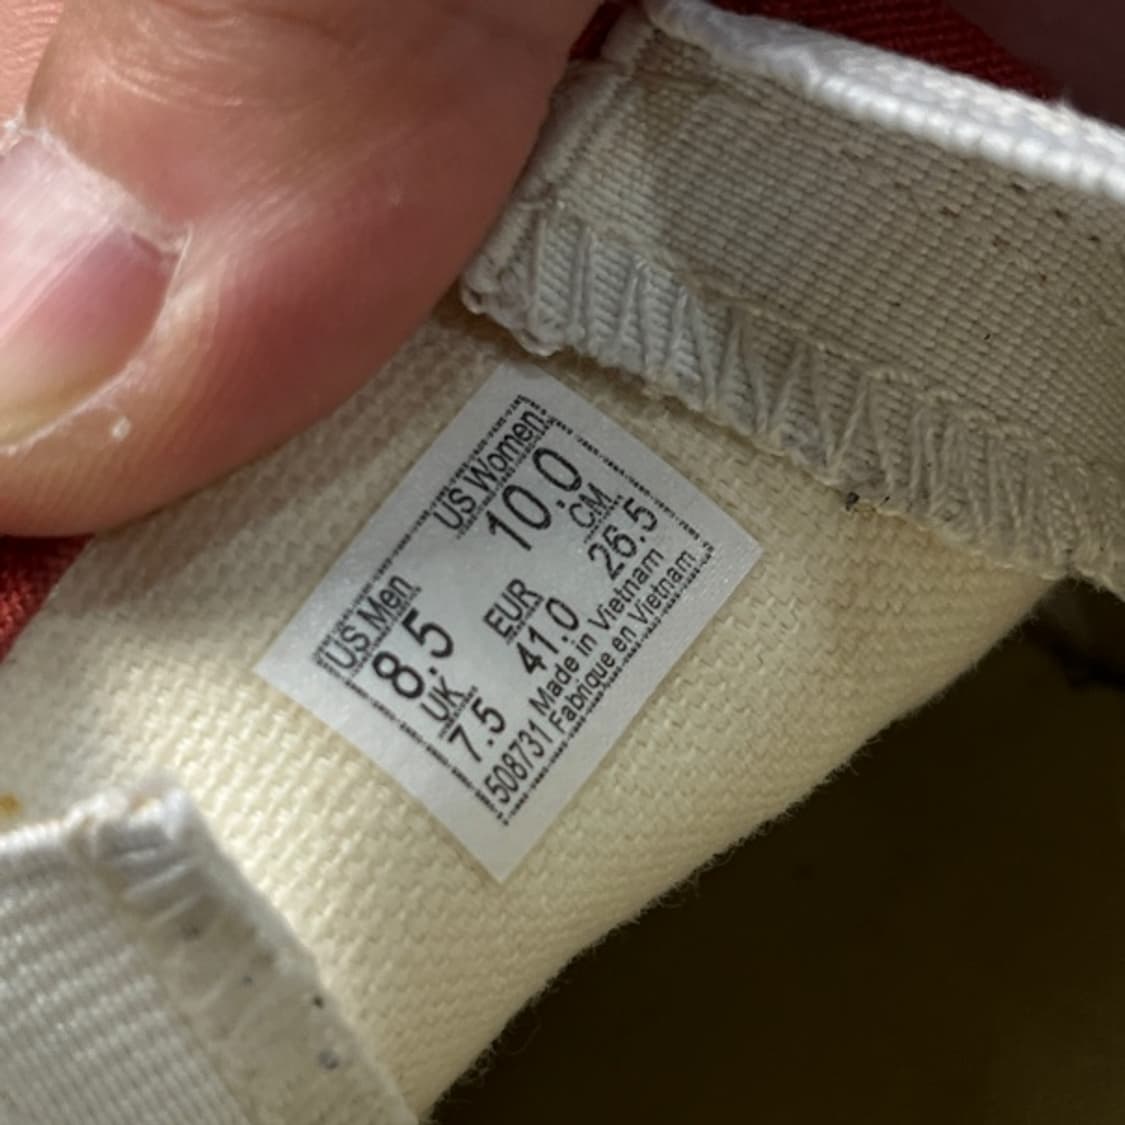 US Men US Women
8.5 10.0
UK EUR CM
7.5 41.0 26.5
508731 Made in Vietnam
Fabrique en Vietnam